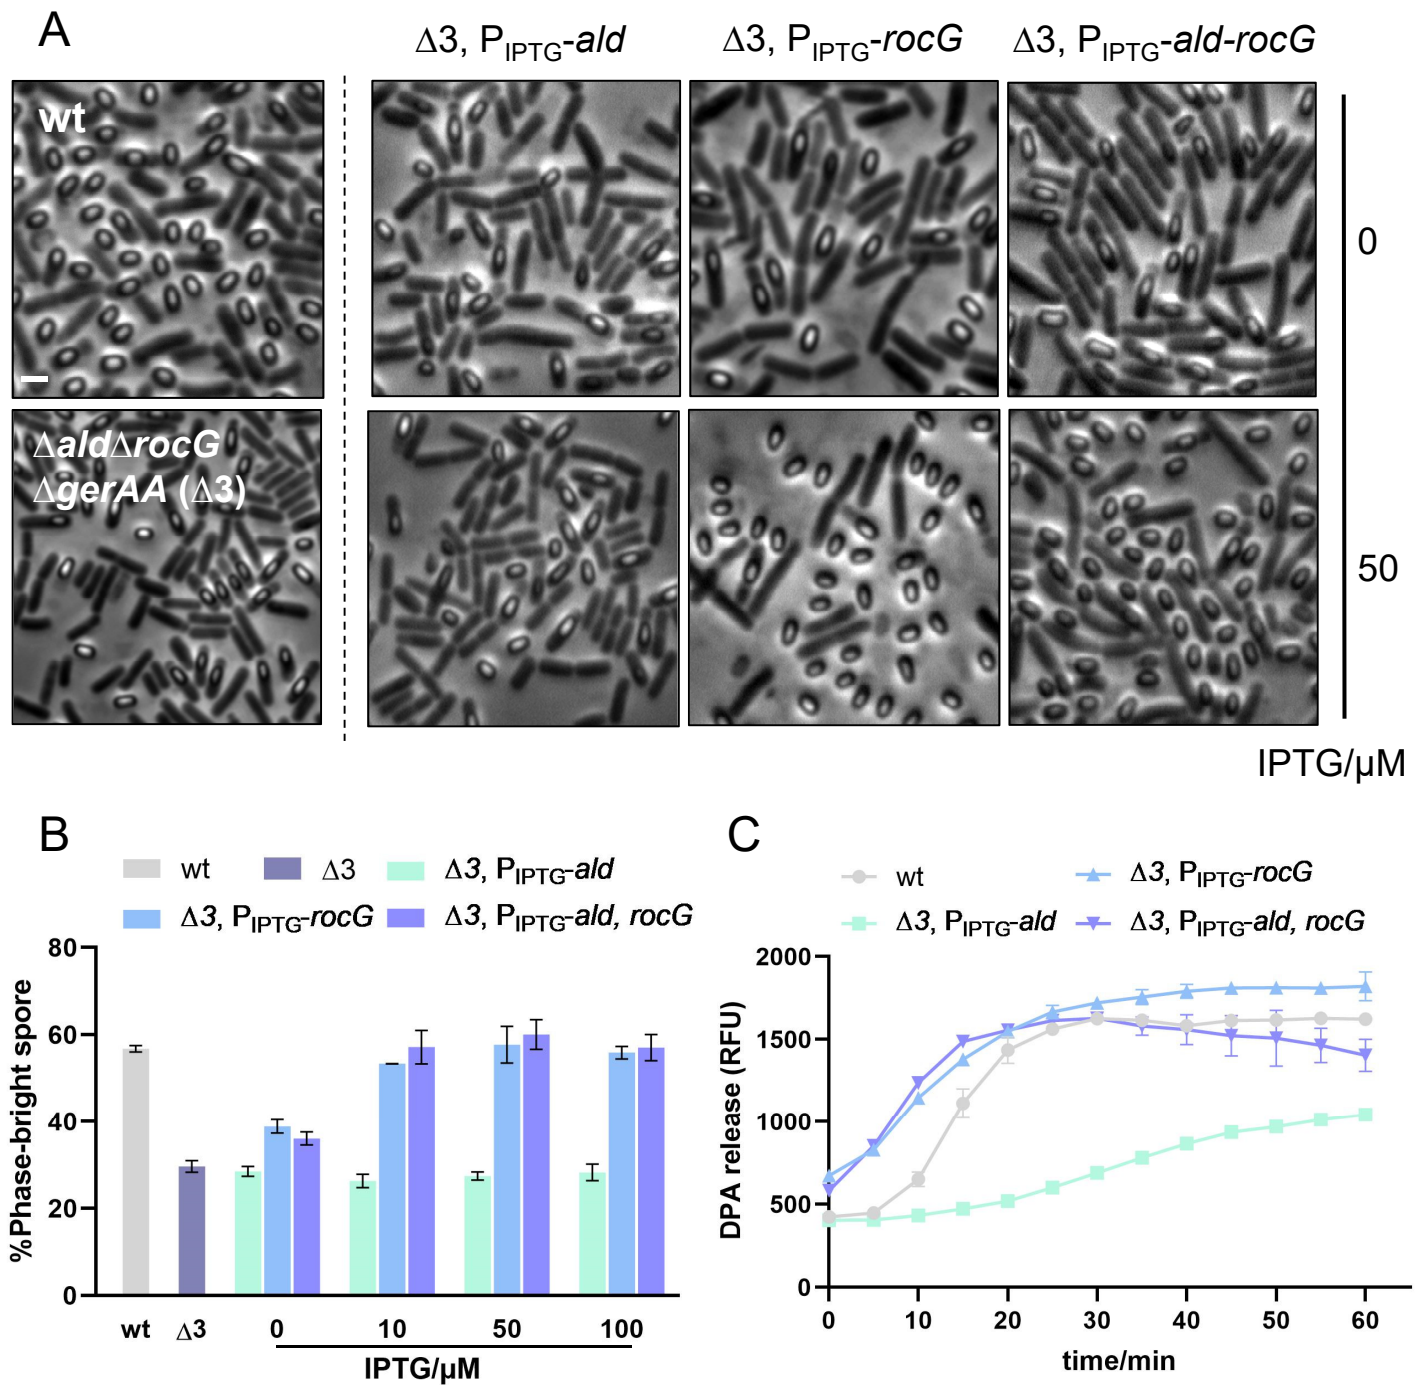 A
Δ3, PIPTG-ald
Δ3, PIPTG-rocG
Δ3, PIPTG-ald-rocG
wt
0
ΔaldΔrocG
ΔgerAA (Δ3)
50
IPTG/µM
B
wt
Δ3
Δ3, PIPTG-ald
Δ3, PIPTG-rocG
Δ3, PIPTG-ald, rocG
%Phase-bright spore
80
60
40
20
0
wt
Δ3
0
10
50
100
IPTG/µM
C
wt
Δ3, PIPTG-rocG
Δ3, PIPTG-ald
Δ3, PIPTG-ald, rocG
DPA release (RFU)
2000
1500
1000
500
0
0
10
20
30
40
50
60
time/min